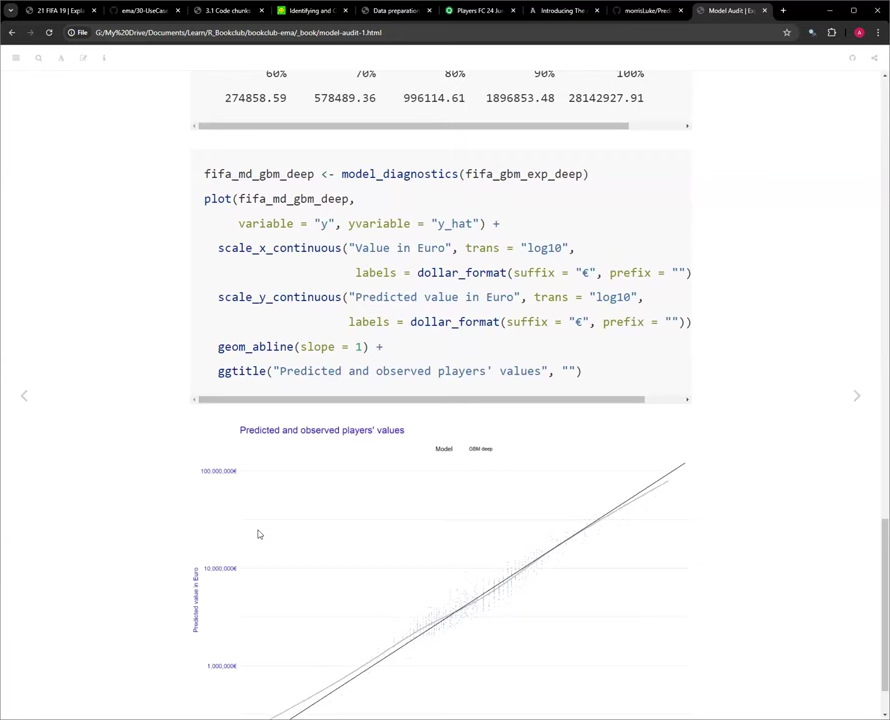 21 FIFA 19 | Expla
ema/30-UseCas
3.1 Code chunks
Identifying and C
Data preparation
Players FC 24 Jun
Introducing The
morrisLuke/Pred
Model Audit | Ex
File
G:/My%20Drive/Documents/Learn/R_Bookclub/bookclub-ema/_book/model-audit-1.html
60% 70% 80% 90% 100%
274858.59 578489.36 996114.61 1896853.48 28142927.91
fifa_md_gbm_deep <- model_diagnostics(fifa_gbm_exp_deep)
plot(fifa_md_gbm_deep,
variable = "y", yvariable = "y_hat") +
scale_x_continuous("Value in Euro", trans = "log10",
labels = dollar_format(suffix = "€", prefix = "")
scale_y_continuous("Predicted value in Euro", trans = "log10",
labels = dollar_format(suffix = "€", prefix = ""))
geom_abline(slope = 1) +
ggtitle("Predicted and observed players' values", "")
Predicted and observed players' values
Model GBM deep
100,000,000€
10,000,000€
Predicted value in Euro
1,000,000€